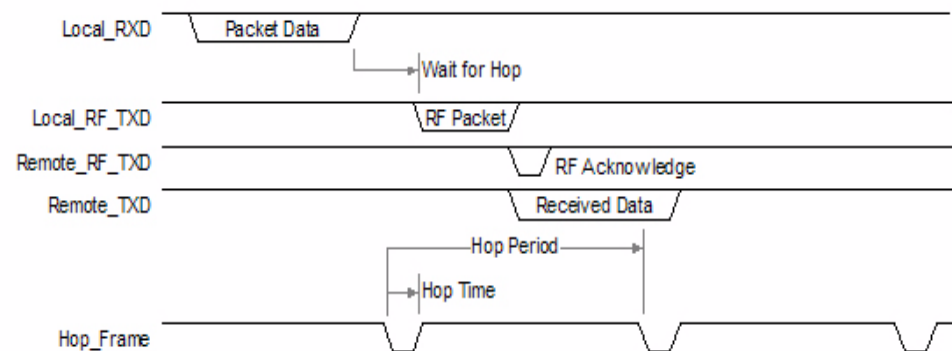 Local_RXD
Packet Data
Wait for Hop
Local_RF_TXD
RF Packet
Remote_RF_TXD
RF Acknowledge
Remote_TXD
Received Data
Hop Period
Hop Time
Hop_Frame